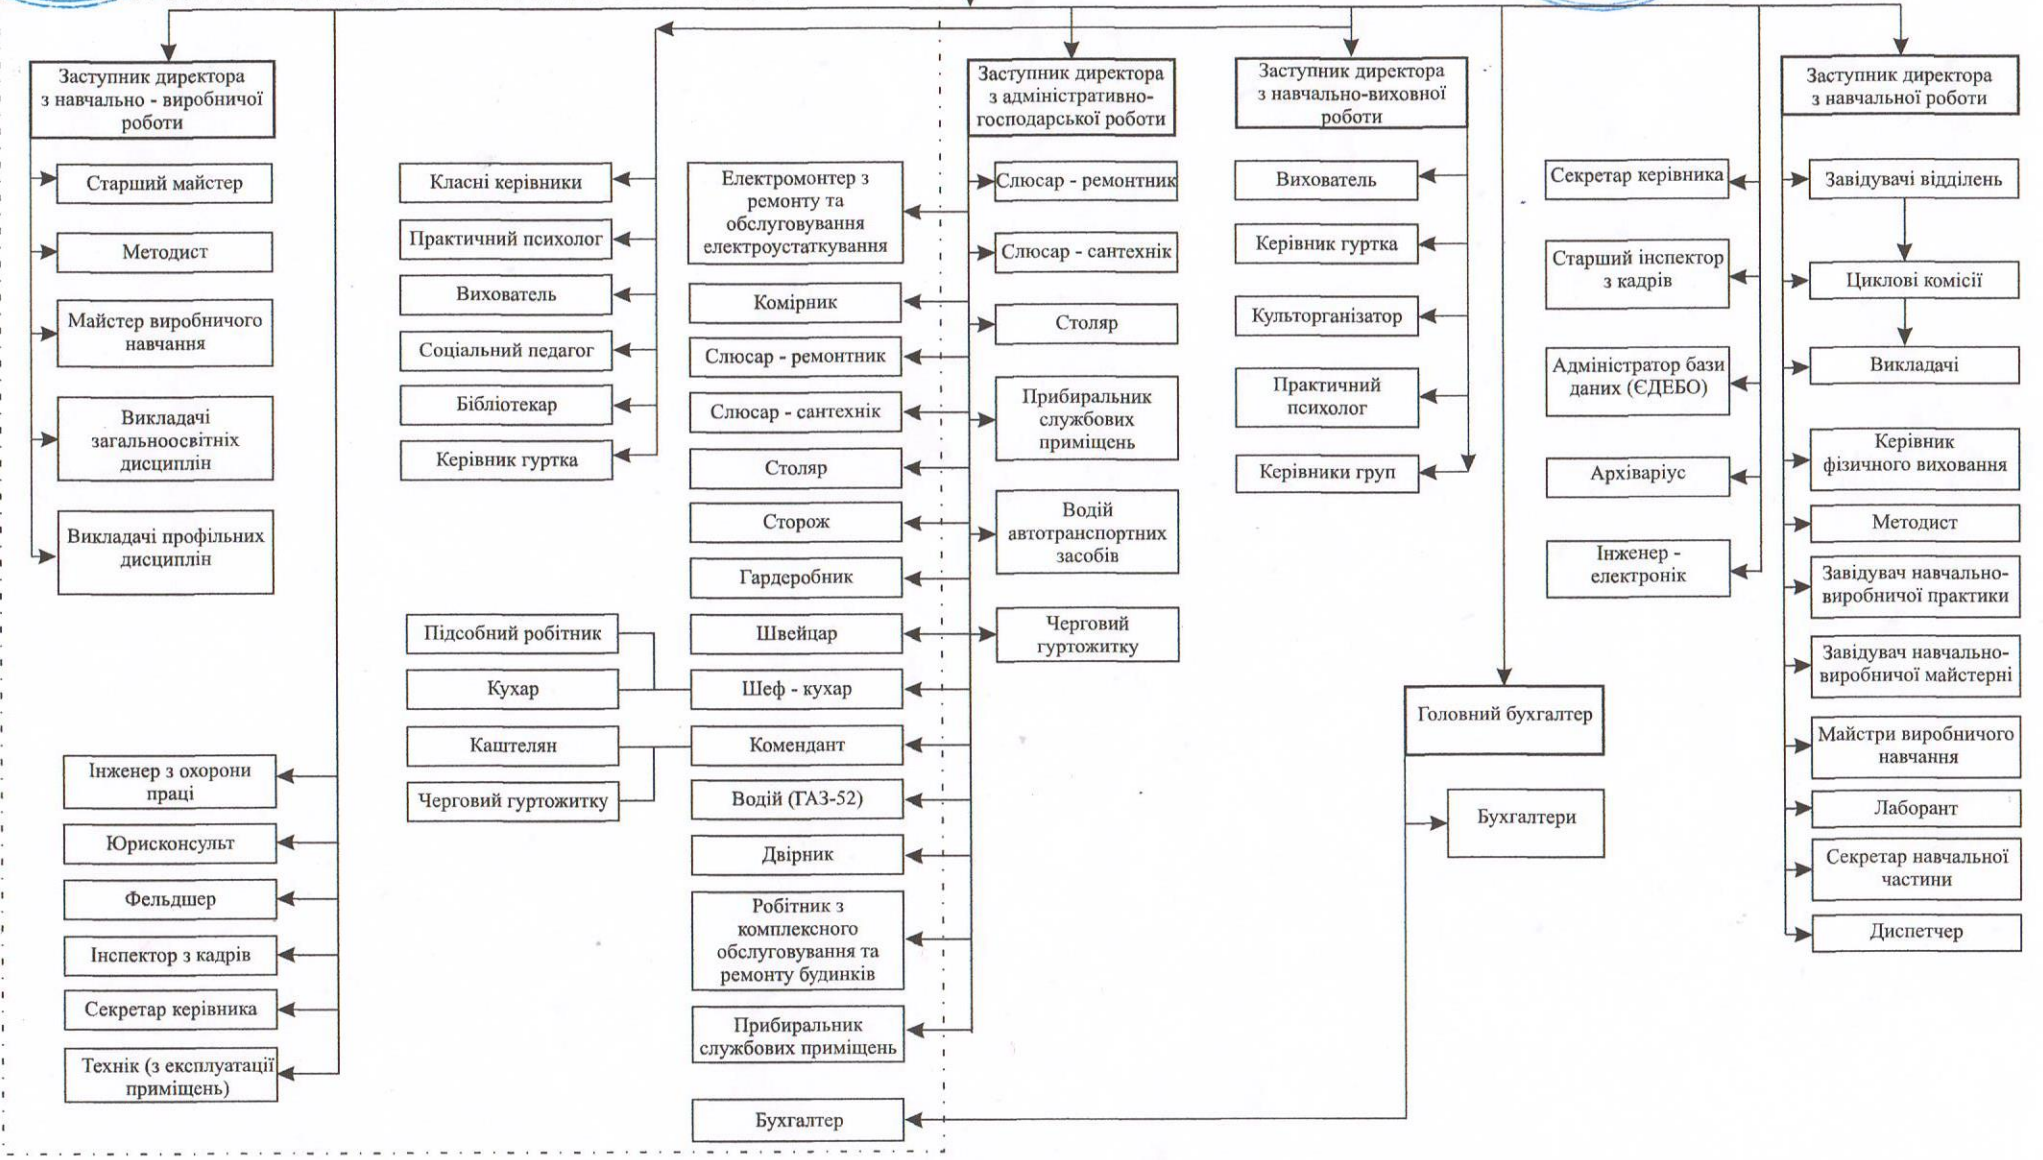 Заступник директора
з навчально - виробничої
роботи
Старший майстер
Методист
Майстер виробничого
навчання
Викладачі
загальноосвітніх
дисциплін
Викладачі профільних
дисциплін
Інженер з охорони
праці
Юрисконсульт
Фельдшер
Інспектор з кадрів
Секретар керівника
Технік (з експлуатації
приміщень)
Класні керівники
Практичний психолог
Вихователь
Соціальний педагог
Бібліотекар
Керівник гуртка
Підсобний робітник
Кухар
Каштелян
Черговий гуртожитку
Електромонтер з
ремонту та
обслуговування
електроустаткування
Комірник
Слюсар - ремонтник
Слюсар - сантехнік
Столяр
Сторож
Гардеробник
Швейцар
Шеф - кухар
Комендант
Водій (ГАЗ-52)
Двірник
Робітник з
комплексного
обслуговування та
ремонту будинків
Прибиральник
службових приміщень
Бухгалтер
Заступник директора
з адміністративно-
господарської роботи
Слюсар - ремонтник
Слюсар - сантехнік
Столяр
Прибиральник
службових
приміщень
Водій
автотранспортних
засобів
Черговий
гуртожитку
Заступник директора
з навчально-виховної
роботи
Вихователь
Керівник гуртка
Культорганізатор
Практичний
психолог
Керівники груп
Головний бухгалтер
Бухгалтери
Секретар керівника
Старший інспектор
з кадрів
Адміністратор бази
даних (ЄДЕБО)
Архіваріус
Інженер -
електронік
Заступник директора
з навчальної роботи
Завідувачі відділень
Циклові комісії
Викладачі
Керівник
фізичного виховання
Методист
Завідувач навчально-
виробничої практики
Завідувач навчально-
виробничої майстерні
Майстри виробничого
навчання
Лаборант
Секретар навчальної
частини
Диспетчер